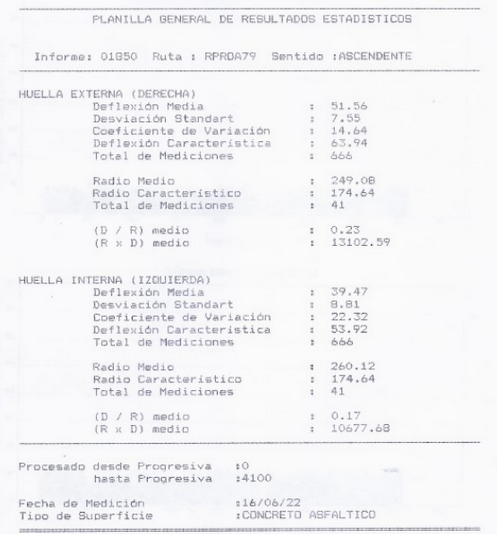 PLANILLA GENERAL DE RESULTADOS ESTADISTICOS
Informe: 01850 Ruta : RPRDA79 Sentido :ASCENDENTE
HUELLA EXTERNA (DERECHA)
Deflexión Media : 51.56
Desviación Standart : 7.55
Coeficiente de Variación : 14.64
Deflexión Característica : 63.94
Total de Mediciones : 666
Radio Medio : 249.08
Radio Característico : 174.64
Total de Mediciones : 41
(D / R) medio : 0.23
(R x D) medio : 13102.59
HUELLA INTERNA (IZQUIERDA)
Deflexión Media : 39.47
Desviación Standart : 8.81
Coeficiente de Variación : 22.32
Deflexión Característica : 53.92
Total de Mediciones : 666
Radio Medio : 260.12
Radio Característico : 174.64
Total de Mediciones : 41
(D / R) medio : 0.17
(R x D) medio : 10677.68
Procesado desde Progresiva :0
hasta Progresiva :4100
Fecha de Medición :16/06/22
Tipo de Superficie :CONCRETO ASFALTICO